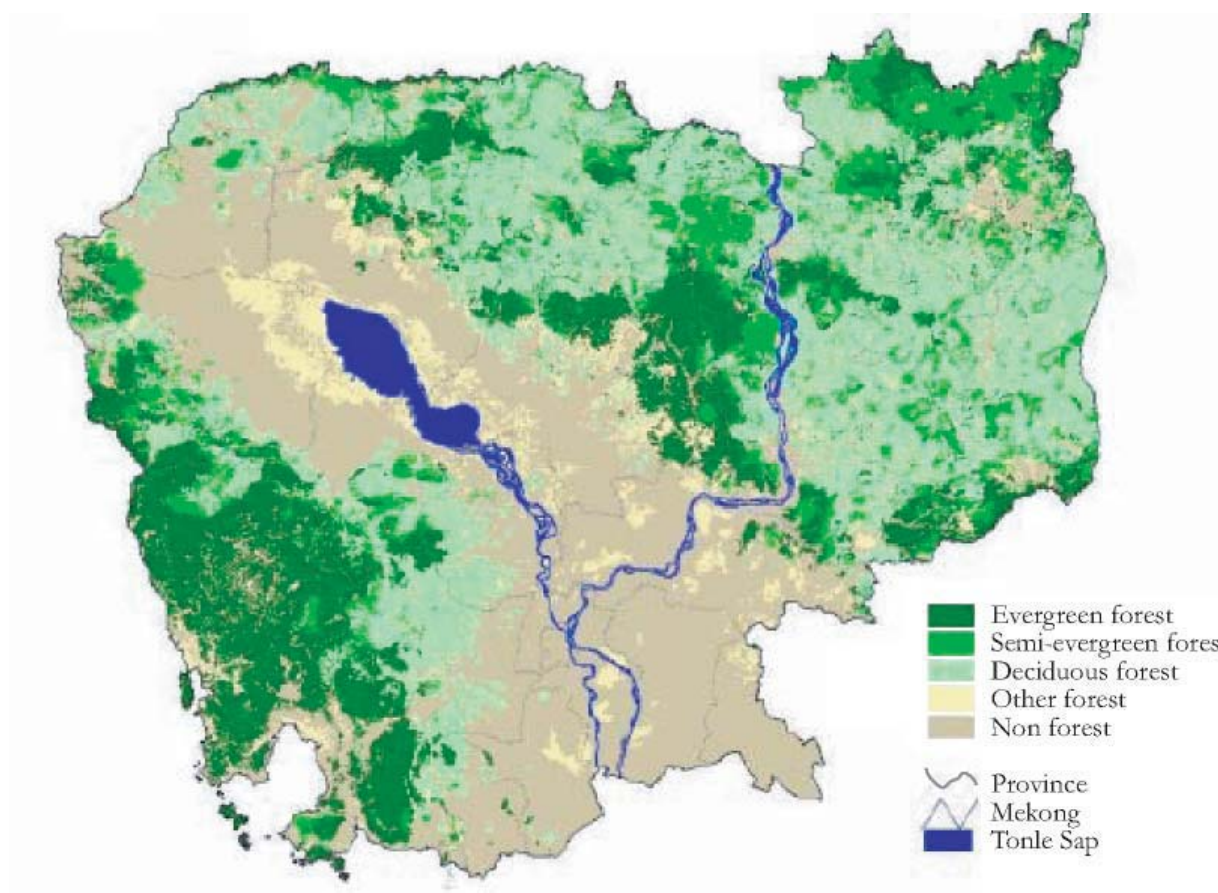 Evergreen forest
Semi-evergreen fores
Deciduous forest
Other forest
Non forest
Province
Mekong
Tonle Sap